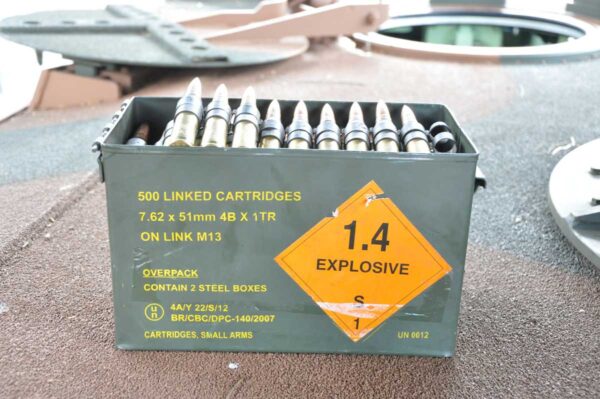 500 LINKED CARTRIDGES
7.62 x 51mm 4B X 1TR
ON LINK M13
OVERPACK
CONTAIN 2 STEEL BOXES
un
4A/Y 22/S/12
BR/CBC/DPC-140/2007
CARTRIDGES, SMALL ARMS
1.4
EXPLOSIVE
S
1
UN 0012